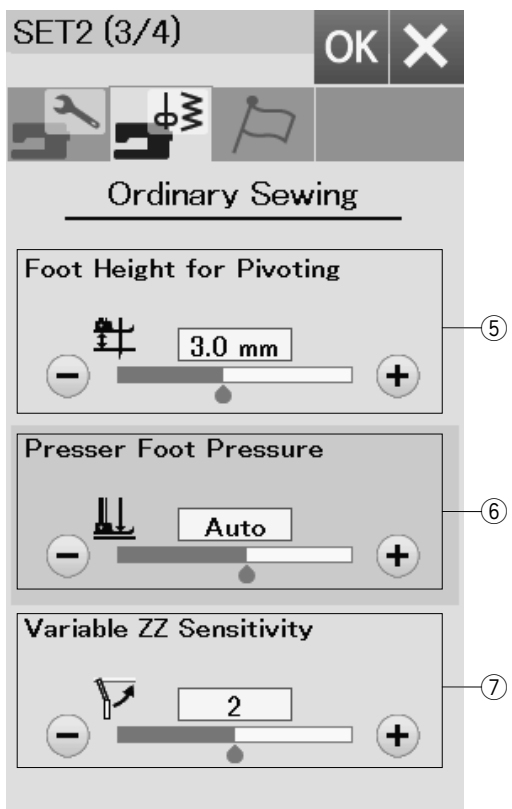 SET2 (3/4)
OK
Ordinary Sewing
Foot Height for Pivoting
3.0 mm
⑤
Presser Foot Pressure
Auto
⑥
Variable ZZ Sensitivity
2
⑦